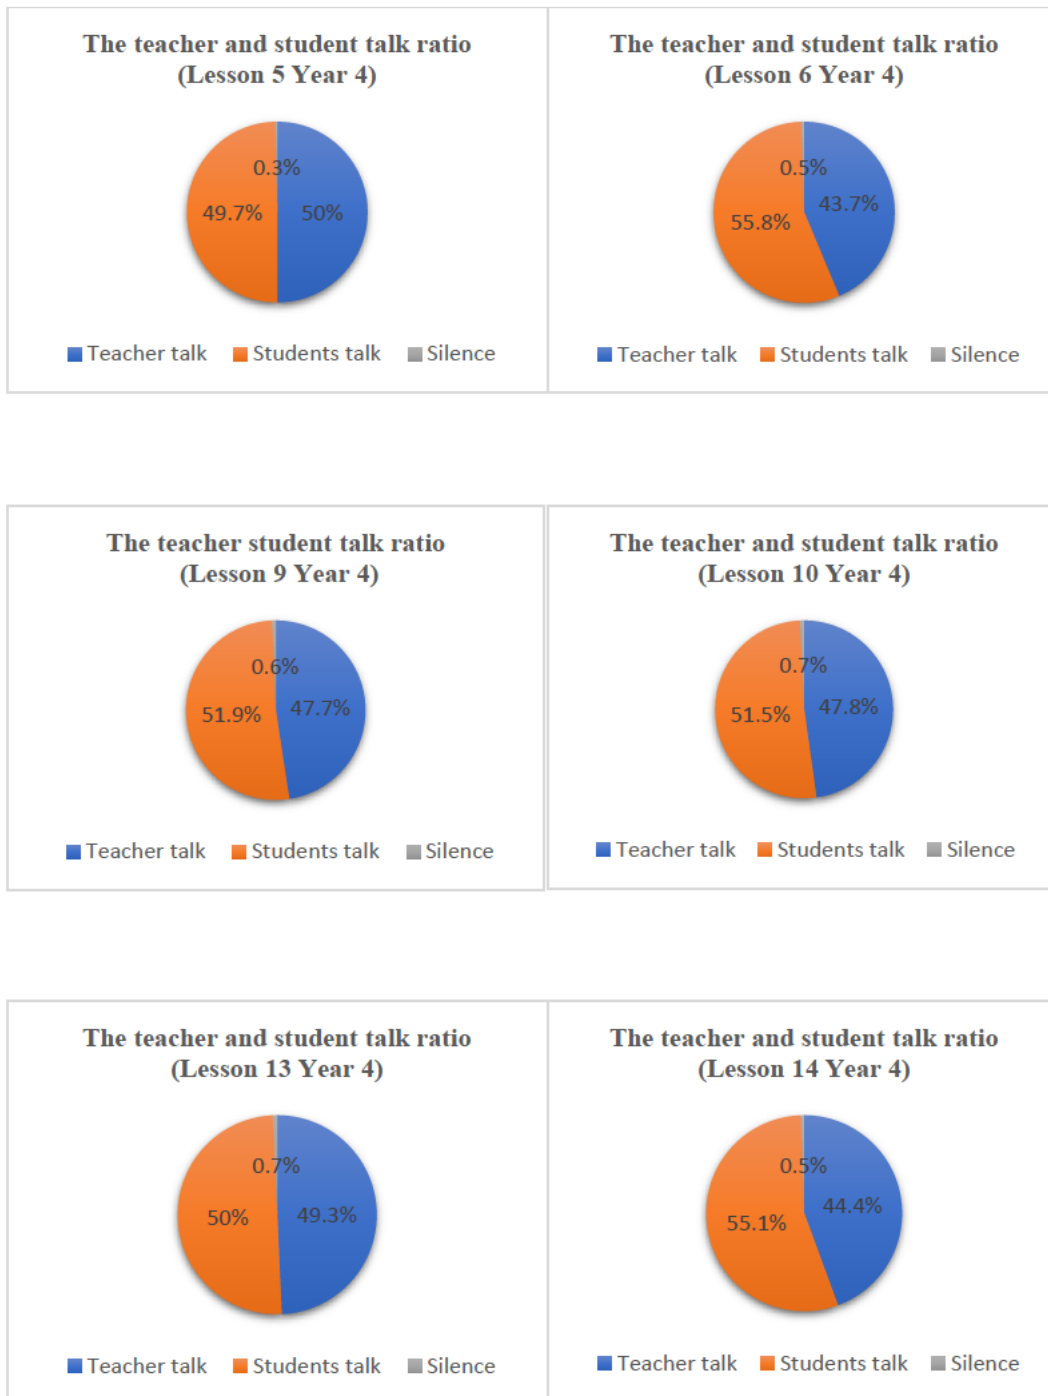 The teacher and student talk ratio
(Lesson 5 Year 4)
0.3%
49.7%
50%
Teacher talk
Students talk
Silence
The teacher and student talk ratio
(Lesson 6 Year 4)
0.5%
55.8%
43.7%
Teacher talk
Students talk
Silence
The teacher student talk ratio
(Lesson 9 Year 4)
0.6%
51.9%
47.7%
Teacher talk
Students talk
Silence
The teacher and student talk ratio
(Lesson 10 Year 4)
0.7%
51.5%
47.8%
Teacher talk
Students talk
Silence
The teacher and student talk ratio
(Lesson 13 Year 4)
0.7%
50%
49.3%
Teacher talk
Students talk
Silence
The teacher and student talk ratio
(Lesson 14 Year 4)
0.5%
55.1%
44.4%
Teacher talk
Students talk
Silence